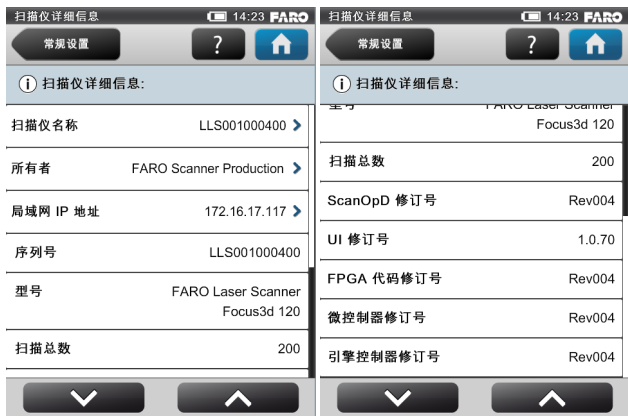 扫描仪详细信息 14:23 FARO
常规设置 ?
扫描仪详细信息:
扫描仪名称 LLS001000400
所有者 FARO Scanner Production
局域网 IP 地址 172.16.17.117
序列号 LLS001000400
型号 FARO Laser Scanner
Focus3d 120
扫描总数 200
扫描仪详细信息 14:23 FARO
常规设置 ?
扫描仪详细信息:
型号 FARO Laser Scanner
Focus3d 120
扫描总数 200
ScanOpD 修订号 Rev004
UI 修订号 1.0.70
FPGA 代码修订号 Rev004
微控制器修订号 Rev004
引擎控制器修订号 Rev004